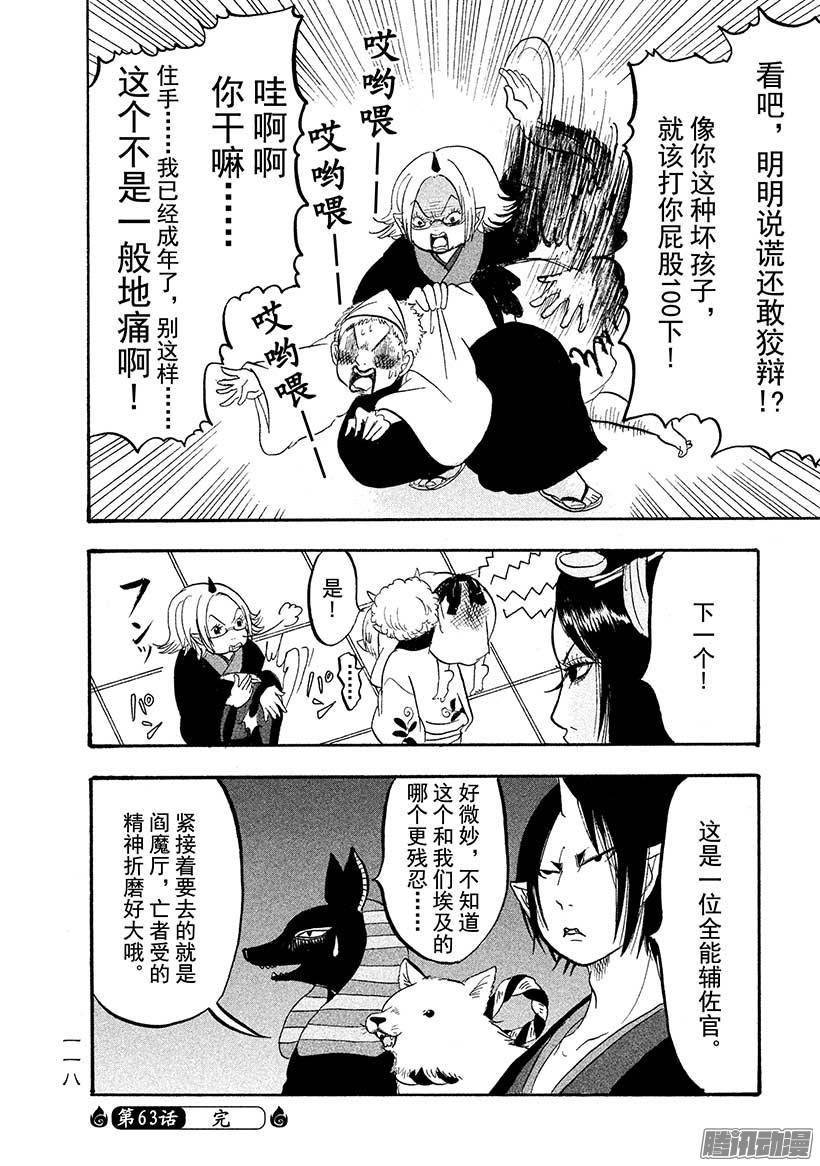 看吧，明明说谎还敢狡辩！？
像你这种坏孩子，
就该打你屁股100下！
哎哟喂——
哎哟喂——
哎哟喂——
哇啊啊
你干嘛……
住手……我已经成年了，别这样……
这个不是一般地痛啊！
下一个！
是！
……
フンッ
パン
パン
这是一位全能辅佐官。
好微妙，不知道
这个和我们埃及的
哪个更残忍……
紧接着要去的就是
阎魔厅，亡者受的
精神折磨好大哦。
一一八
第63话 完
腾讯动漫